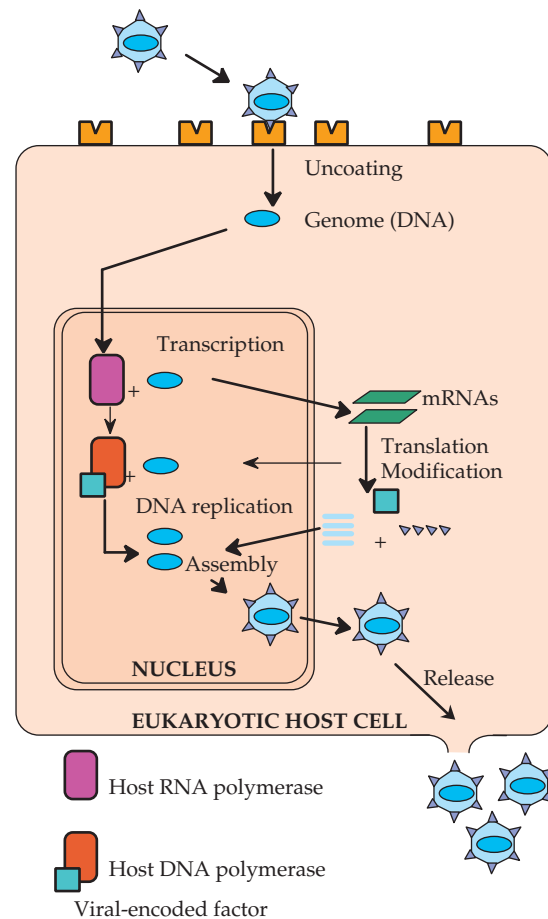 Uncoating
Genome (DNA)
Transcription
+
mRNAs
Translation
Modification
+
DNA replication
+
Assembly
NUCLEUS
Release
EUKARYOTIC HOST CELL
Host RNA polymerase
Host DNA polymerase
Viral-encoded factor